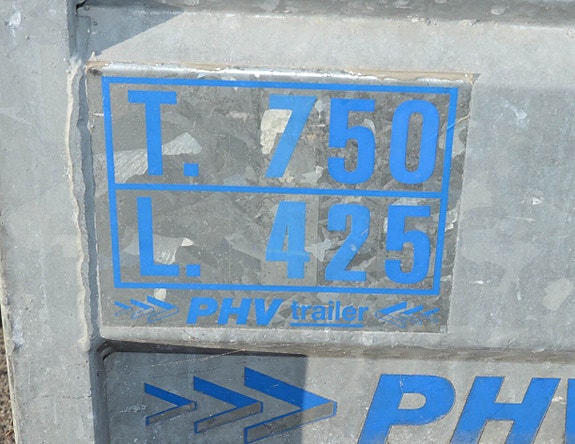 T. 750
L. 425
PHV trailer
PHV